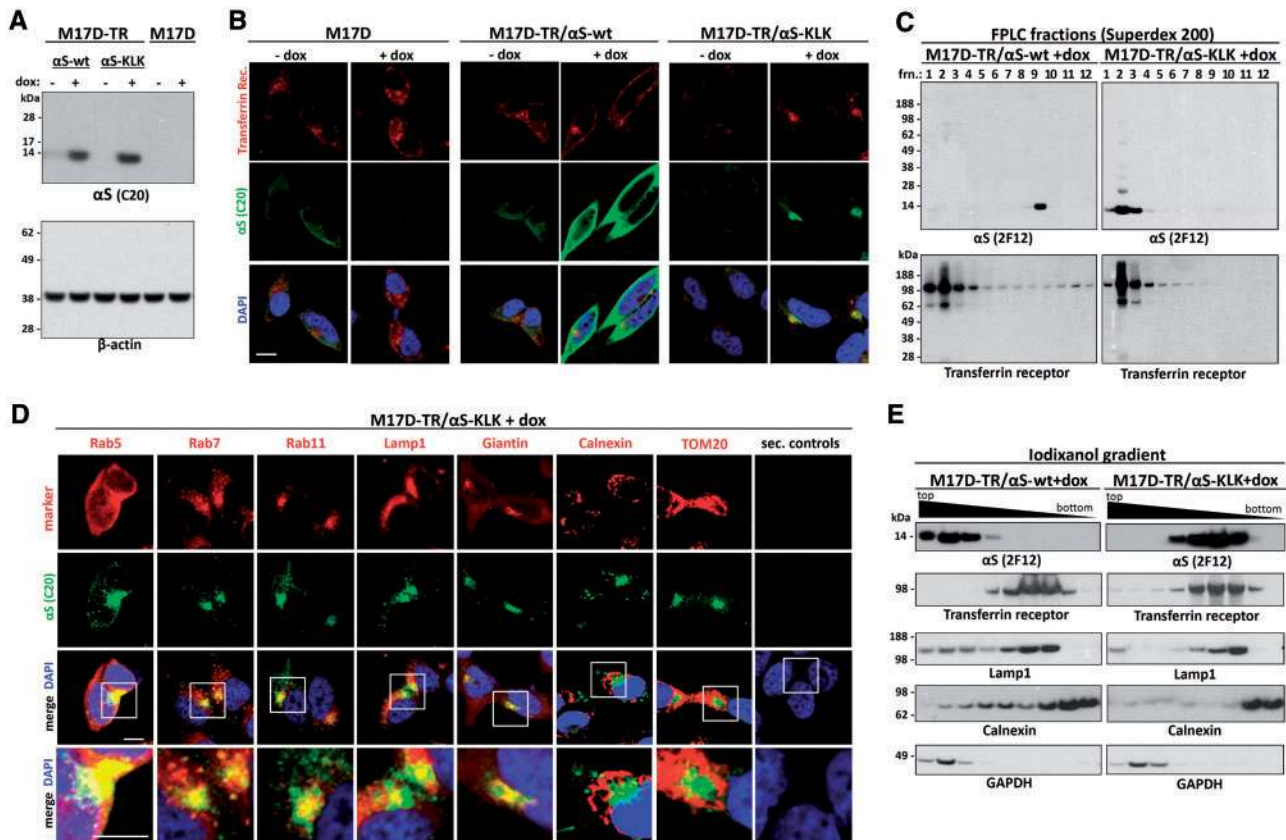 A
M17D-TR M17D
αS-wt αS-KLK
dox: - + - + - +
kDa
28 -
17 -
14 -
αS (C20)
62 -
49 -
38 -
28 -
β-actin
B
M17D M17D-TR/αS-wt M17D-TR/αS-KLK
- dox + dox - dox + dox - dox + dox
Transferrin Rec.
αS (C20)
DAPI
C
FPLC fractions (Superdex 200)
M17D-TR/αS-wt +dox M17D-TR/αS-KLK +dox
frn. 1 2 3 4 5 6 7 8 9 10 11 12 1 2 3 4 5 6 7 8 9 10 11 12
188 -
98 -
62 -
49 -
38 -
28 -
14 -
αS (2F12) αS (2F12)
kDa
188 -
98 -
62 -
49 -
38 -
28 -
Transferrin receptor Transferrin receptor
D
M17D-TR/αS-KLK + dox
Rab5 Rab7 Rab11 Lamp1 Giantin Calnexin TOM20 sec. controls
marker
αS (C20)
merge DAPI
merge DAPI
E
Iodixanol gradient
M17D-TR/αS-wt+dox M17D-TR/αS-KLK+dox
top bottom top bottom
kDa
14 -
αS (2F12) αS (2F12)
98 -
Transferrin receptor Transferrin receptor
188 -
98 -
Lamp1 Lamp1
98 -
62 -
Calnexin Calnexin
49 -
GAPDH GAPDH